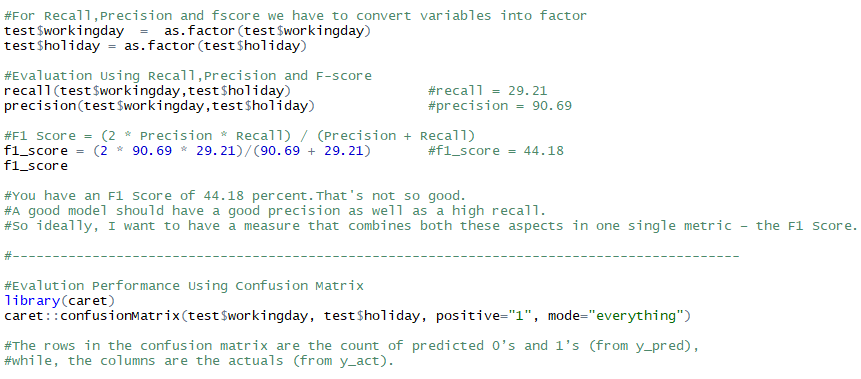 #For Recall,Precision and fscore we have to convert variables into factor
test$workingday  =  as.factor(test$workingday)
test$holiday = as.factor(test$holiday)
#Evaluation Using Recall,Precision and F-score
recall(test$workingday,test$holiday)                 #recall = 29.21
precision(test$workingday,test$holiday)              #precision = 90.69
#F1 Score = (2 * Precision * Recall) / (Precision + Recall)
f1_score = (2 * 90.69 * 29.21)/(90.69 + 29.21)       #f1_score = 44.18
f1_score
#You have an F1 Score of 44.18 percent.That's not so good.
#A good model should have a good precision as well as a high recall.
#So ideally, I want to have a measure that combines both these aspects in one single metric – the F1 Score.
#-------------------------------------------------------------------------------------------
#Evalution Performance Using Confusion Matrix
library(caret)
caret::confusionMatrix(test$workingday, test$holiday, positive="1", mode="everything")
#The rows in the confusion matrix are the count of predicted 0’s and 1’s (from y_pred),
#while, the columns are the actuals (from y_act).